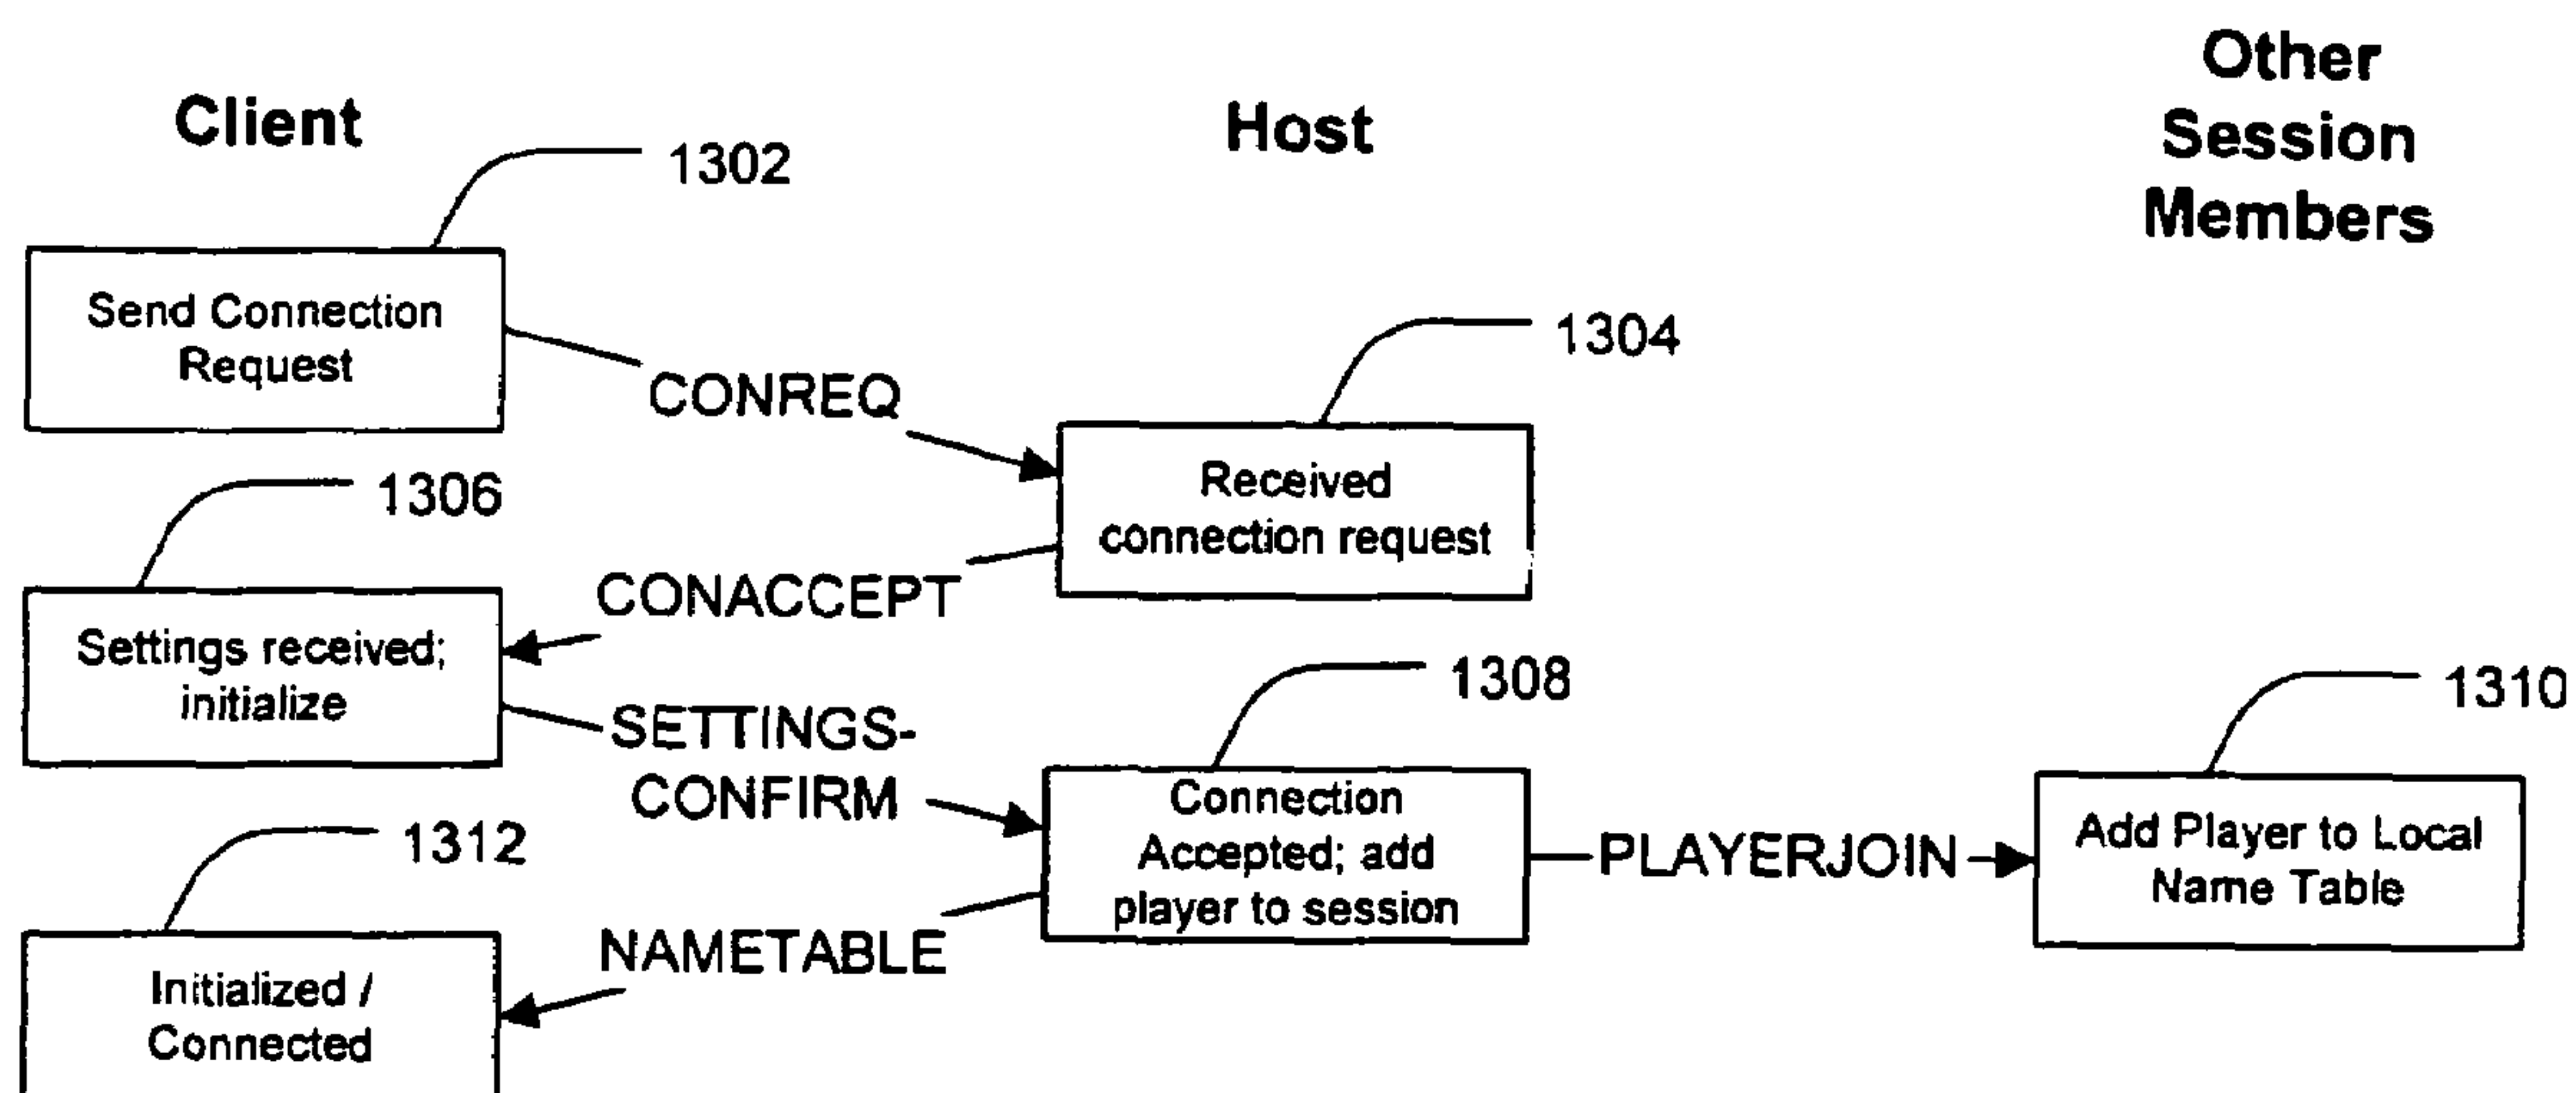 Client
Host
Other
Session
Members
1302
Send Connection
Request
CONREQ
1304
Received
connection request
CONACCEPT
1306
Settings received;
initialize
SETTINGS-
CONFIRM
1308
Connection
Accepted; add
player to session
PLAYERJOIN
1310
Add Player to Local
Name Table
NAMETABLE
1312
Initialized /
Connected